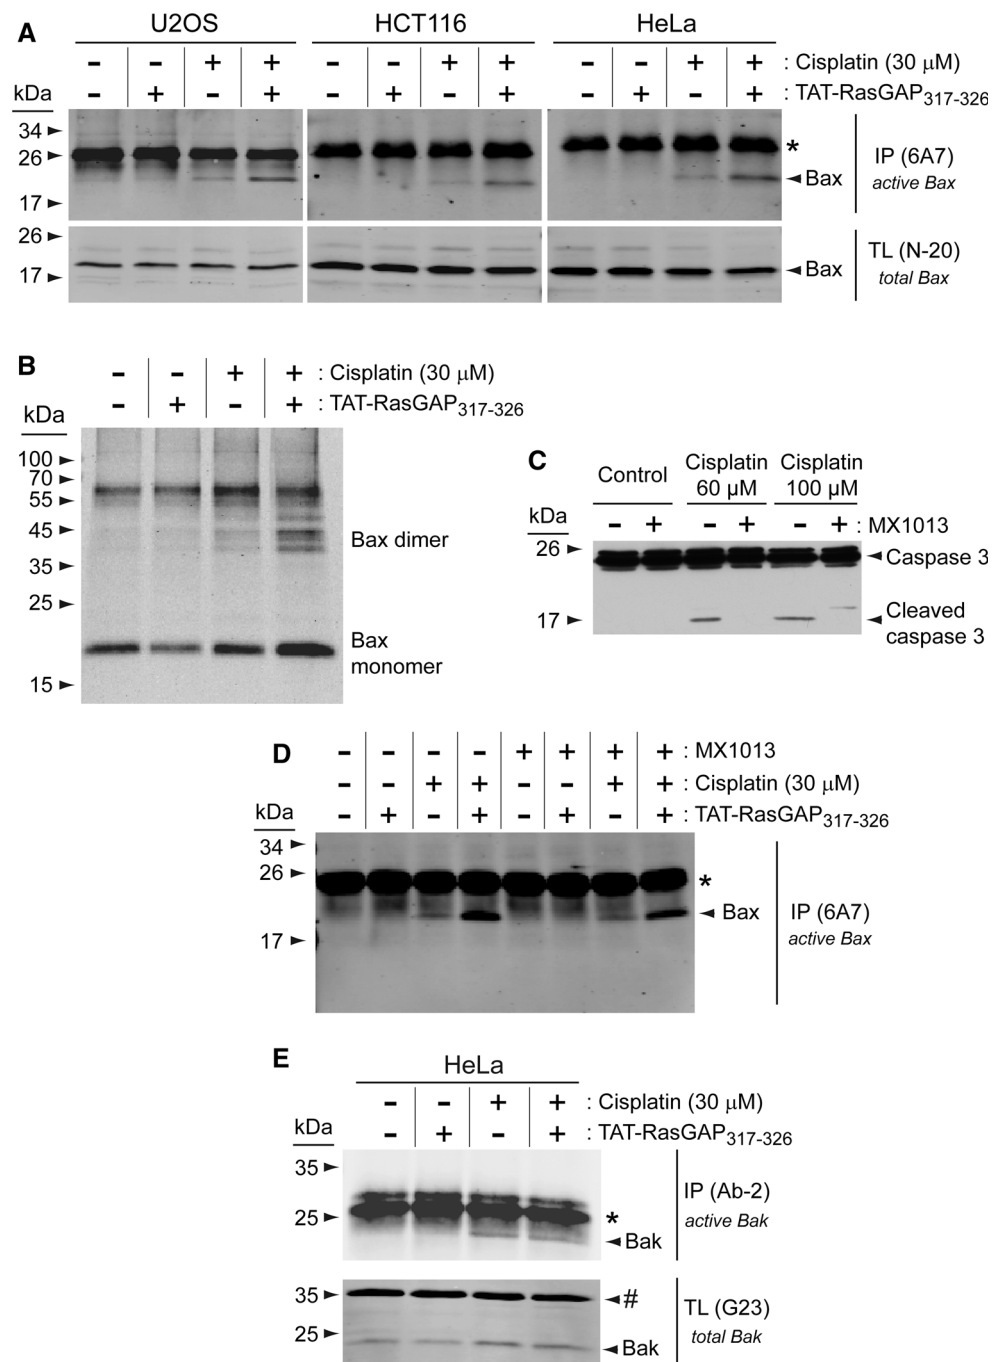 A
U2OS HCT116 HeLa
– – + + – – + + – – + + : Cisplatin (30 µM)
kDa – + – + – + – + – + – + : TAT-RasGAP317-326
34
26
17
*
Bax
IP (6A7)
active Bax
26
17
Bax
TL (N-20)
total Bax
B
– – + + : Cisplatin (30 µM)
– + – + : TAT-RasGAP317-326
kDa
100
70
55
45
35
25
15
Bax dimer
Bax
monomer
C
Control Cisplatin 60 µM Cisplatin 100 µM
kDa – + – + – + : MX1013
26
17
Caspase 3
Cleaved
caspase 3
D
– – – – + + + + : MX1013
– – + + – – + + : Cisplatin (30 µM)
– + – + – + – + : TAT-RasGAP317-326
kDa
34
26
17
*
Bax
IP (6A7)
active Bax
E
HeLa
– – + + : Cisplatin (30 µM)
kDa – + – + : TAT-RasGAP317-326
35
25
*
Bak
IP (Ab-2)
active Bak
35
25
#
Bak
TL (G23)
total Bak